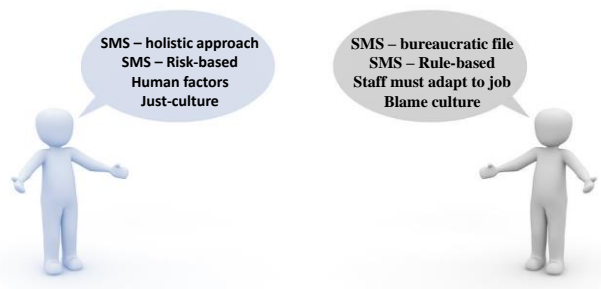 SMS – holistic approach
SMS – Risk-based
Human factors
Just-culture
SMS – bureaucratic file
SMS – Rule-based
Staff must adapt to job
Blame culture